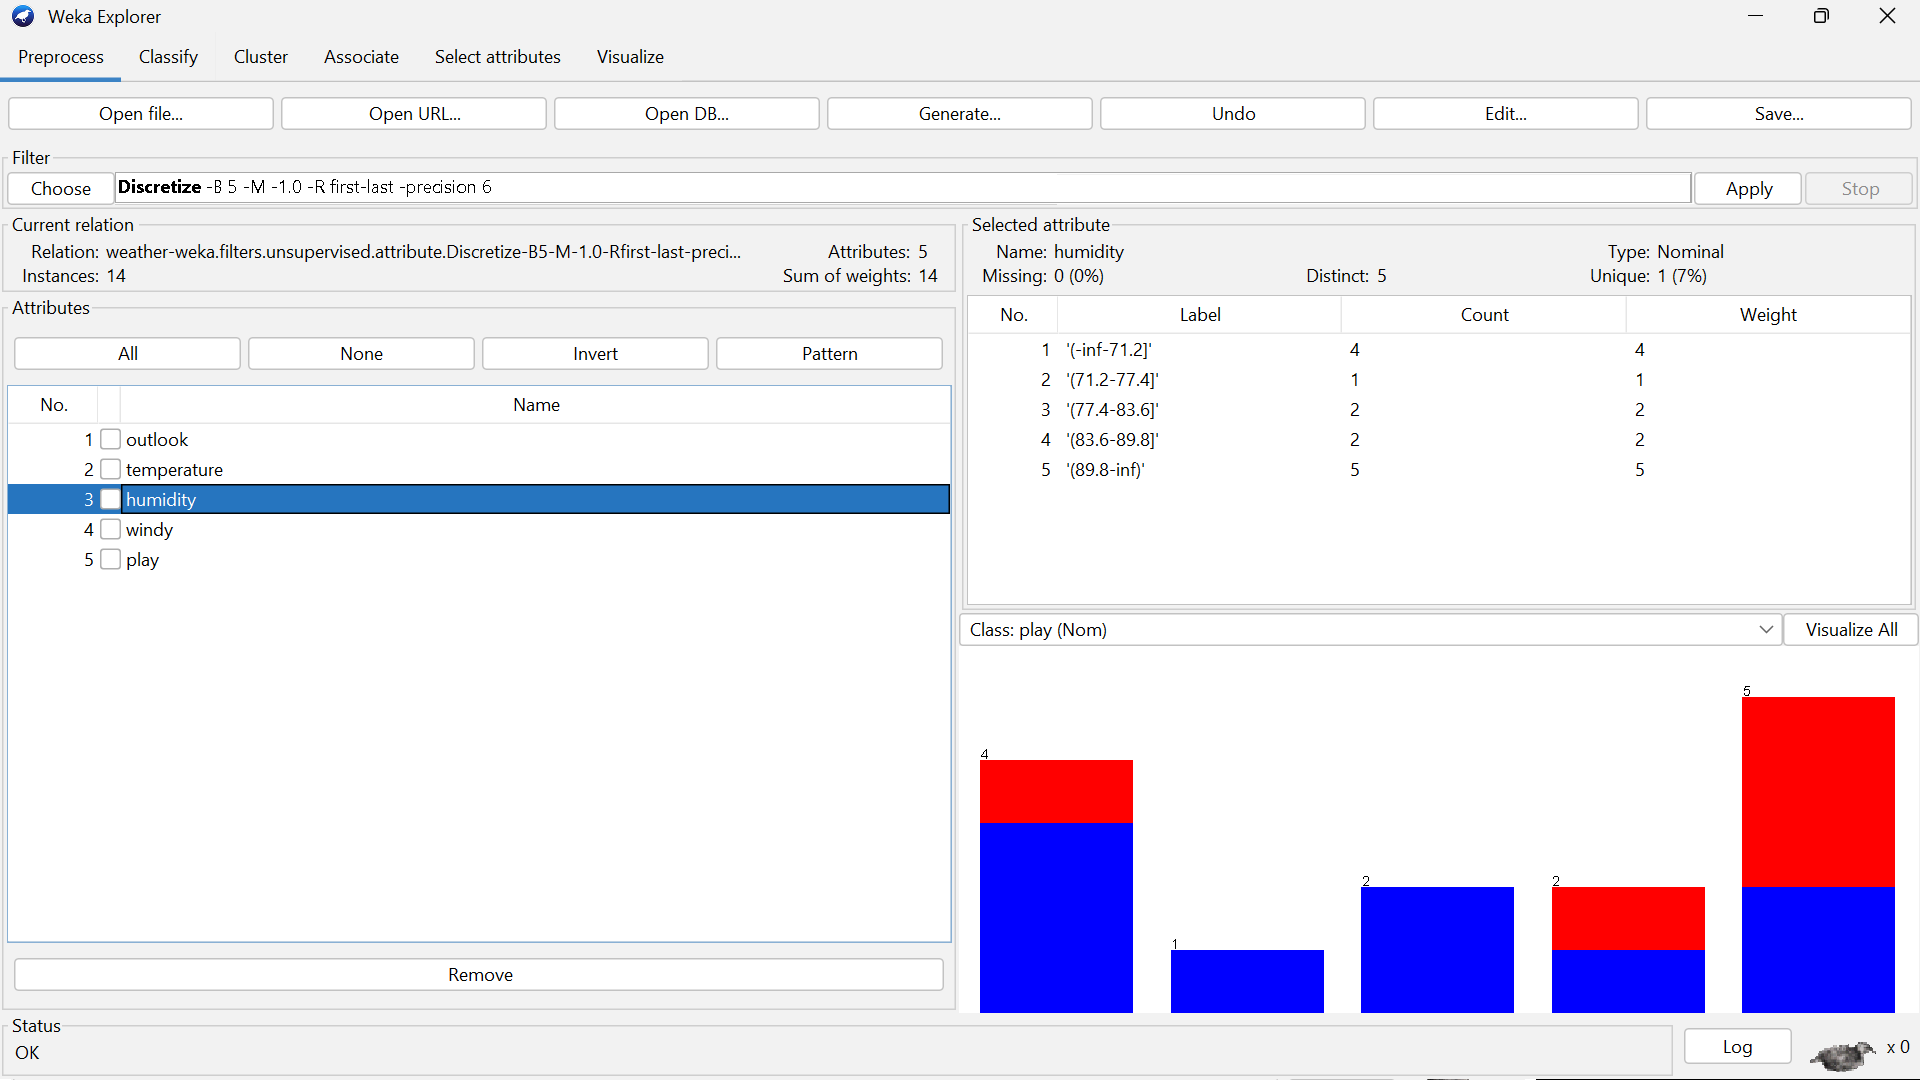 Weka Explorer
Preprocess Classify Cluster Associate Select attributes Visualize
Open file... Open URL... Open DB... Generate... Undo Edit... Save...
Filter
Choose Discretize -B 5 -M -1.0 -R first-last -precision 6 Apply Stop
Current relation
Relation: weather-weka.filters.unsupervised.attribute.Discretize-B5-M-1.0-Rfirst-last-preci... Attributes: 5
Instances: 14 Sum of weights: 14
Attributes
All None Invert Pattern
No. Name
1 outlook
2 temperature
3 humidity
4 windy
5 play
Remove
Selected attribute
Name: humidity Type: Nominal
Missing: 0 (0%) Distinct: 5 Unique: 1 (7%)
No. Label Count Weight
1 '(-inf-71.2]' 4 4
2 '(71.2-77.4]' 1 1
3 '(77.4-83.6]' 2 2
4 '(83.6-89.8]' 2 2
5 '(89.8-inf)' 5 5
Class: play (Nom) Visualize All
4 1 2 2 5
Status
OK
Log x 0